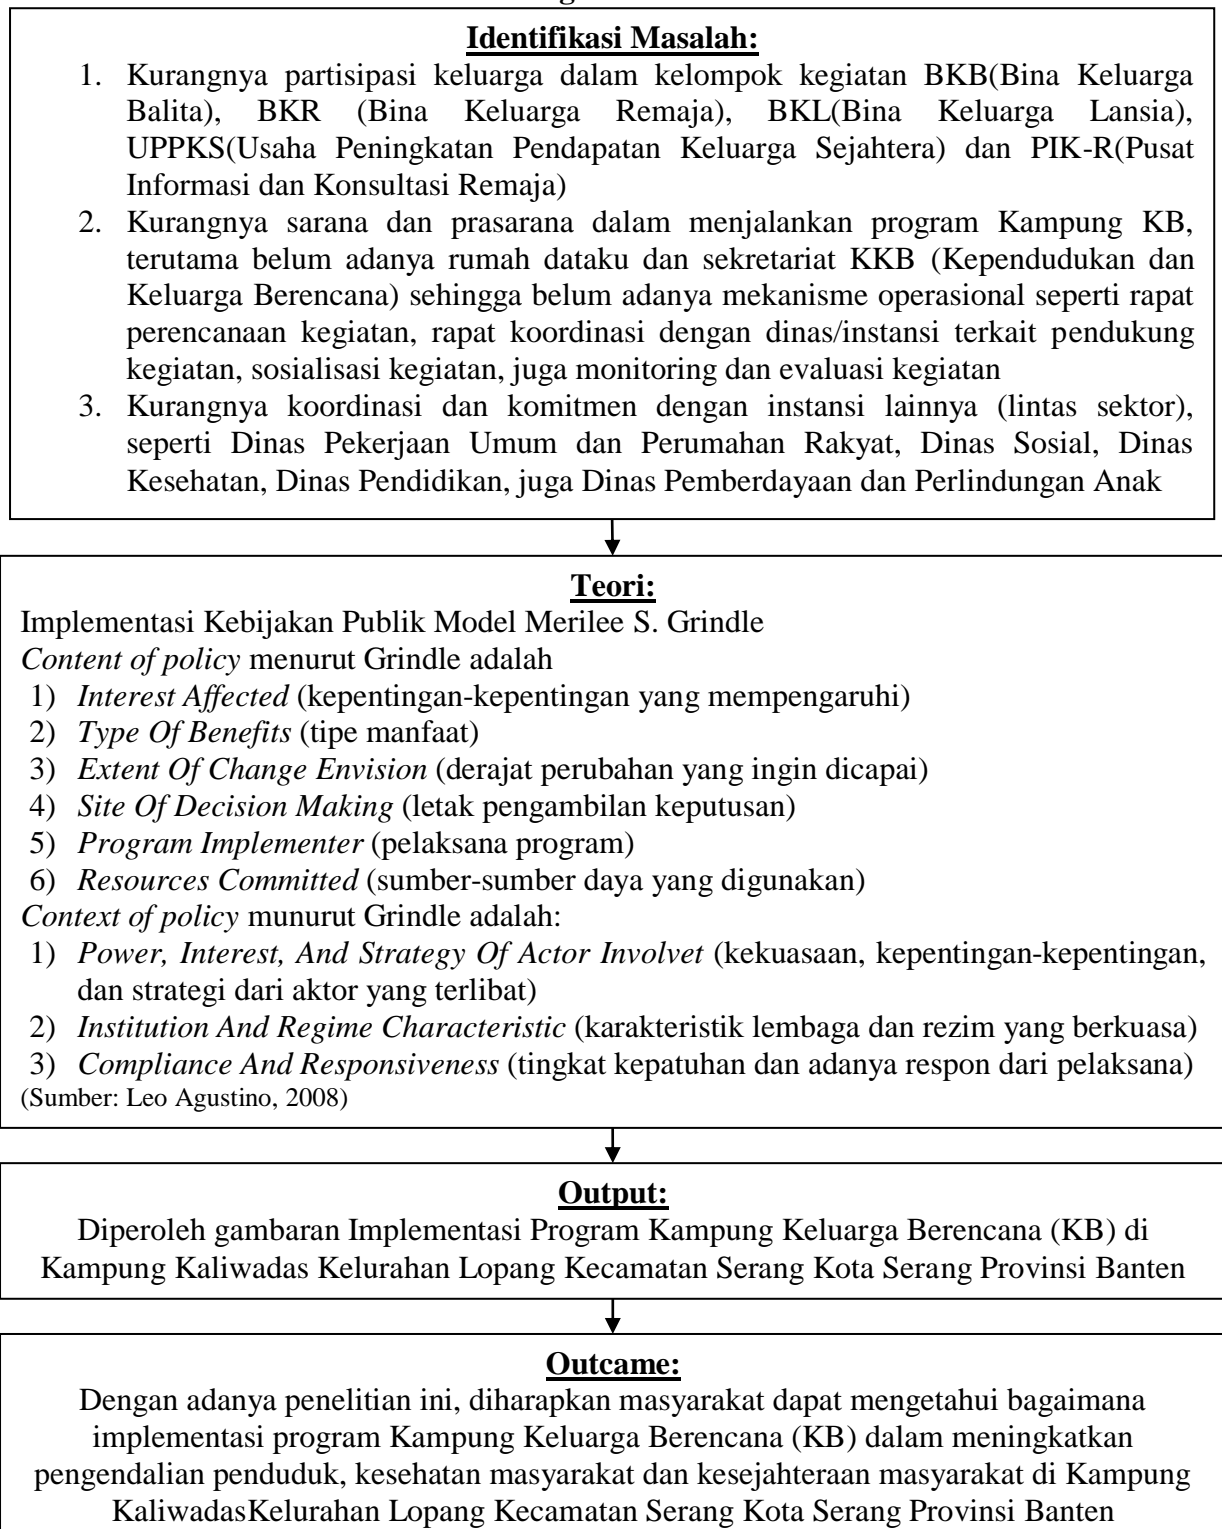 Identifikasi Masalah:
1. Kurangnya partisipasi keluarga dalam kelompok kegiatan BKB(Bina Keluarga
Balita), BKR (Bina Keluarga Remaja), BKL(Bina Keluarga Lansia),
UPPKS(Usaha Peningkatan Pendapatan Keluarga Sejahtera) dan PIK-R(Pusat
Informasi dan Konsultasi Remaja)
2. Kurangnya sarana dan prasarana dalam menjalankan program Kampung KB,
terutama belum adanya rumah dataku dan sekretariat KKB (Kependudukan dan
Keluarga Berencana) sehingga belum adanya mekanisme operasional seperti rapat
perencanaan kegiatan, rapat koordinasi dengan dinas/instansi terkait pendukung
kegiatan, sosialisasi kegiatan, juga monitoring dan evaluasi kegiatan
3. Kurangnya koordinasi dan komitmen dengan instansi lainnya (lintas sektor),
seperti Dinas Pekerjaan Umum dan Perumahan Rakyat, Dinas Sosial, Dinas
Kesehatan, Dinas Pendidikan, juga Dinas Pemberdayaan dan Perlindungan Anak
Teori:
Implementasi Kebijakan Publik Model Merilee S. Grindle
Content of policy menurut Grindle adalah
1) Interest Affected (kepentingan-kepentingan yang mempengaruhi)
2) Type Of Benefits (tipe manfaat)
3) Extent Of Change Envision (derajat perubahan yang ingin dicapai)
4) Site Of Decision Making (letak pengambilan keputusan)
5) Program Implementer (pelaksana program)
6) Resources Committed (sumber-sumber daya yang digunakan)
Context of policy munurut Grindle adalah:
1) Power, Interest, And Strategy Of Actor Involvet (kekuasaan, kepentingan-kepentingan,
dan strategi dari aktor yang terlibat)
2) Institution And Regime Characteristic (karakteristik lembaga dan rezim yang berkuasa)
3) Compliance And Responsiveness (tingkat kepatuhan dan adanya respon dari pelaksana)
(Sumber: Leo Agustino, 2008)
Output:
Diperoleh gambaran Implementasi Program Kampung Keluarga Berencana (KB) di
Kampung Kaliwadas Kelurahan Lopang Kecamatan Serang Kota Serang Provinsi Banten
Outcame:
Dengan adanya penelitian ini, diharapkan masyarakat dapat mengetahui bagaimana
implementasi program Kampung Keluarga Berencana (KB) dalam meningkatkan
pengendalian penduduk, kesehatan masyarakat dan kesejahteraan masyarakat di Kampung
KaliwadasKelurahan Lopang Kecamatan Serang Kota Serang Provinsi Banten